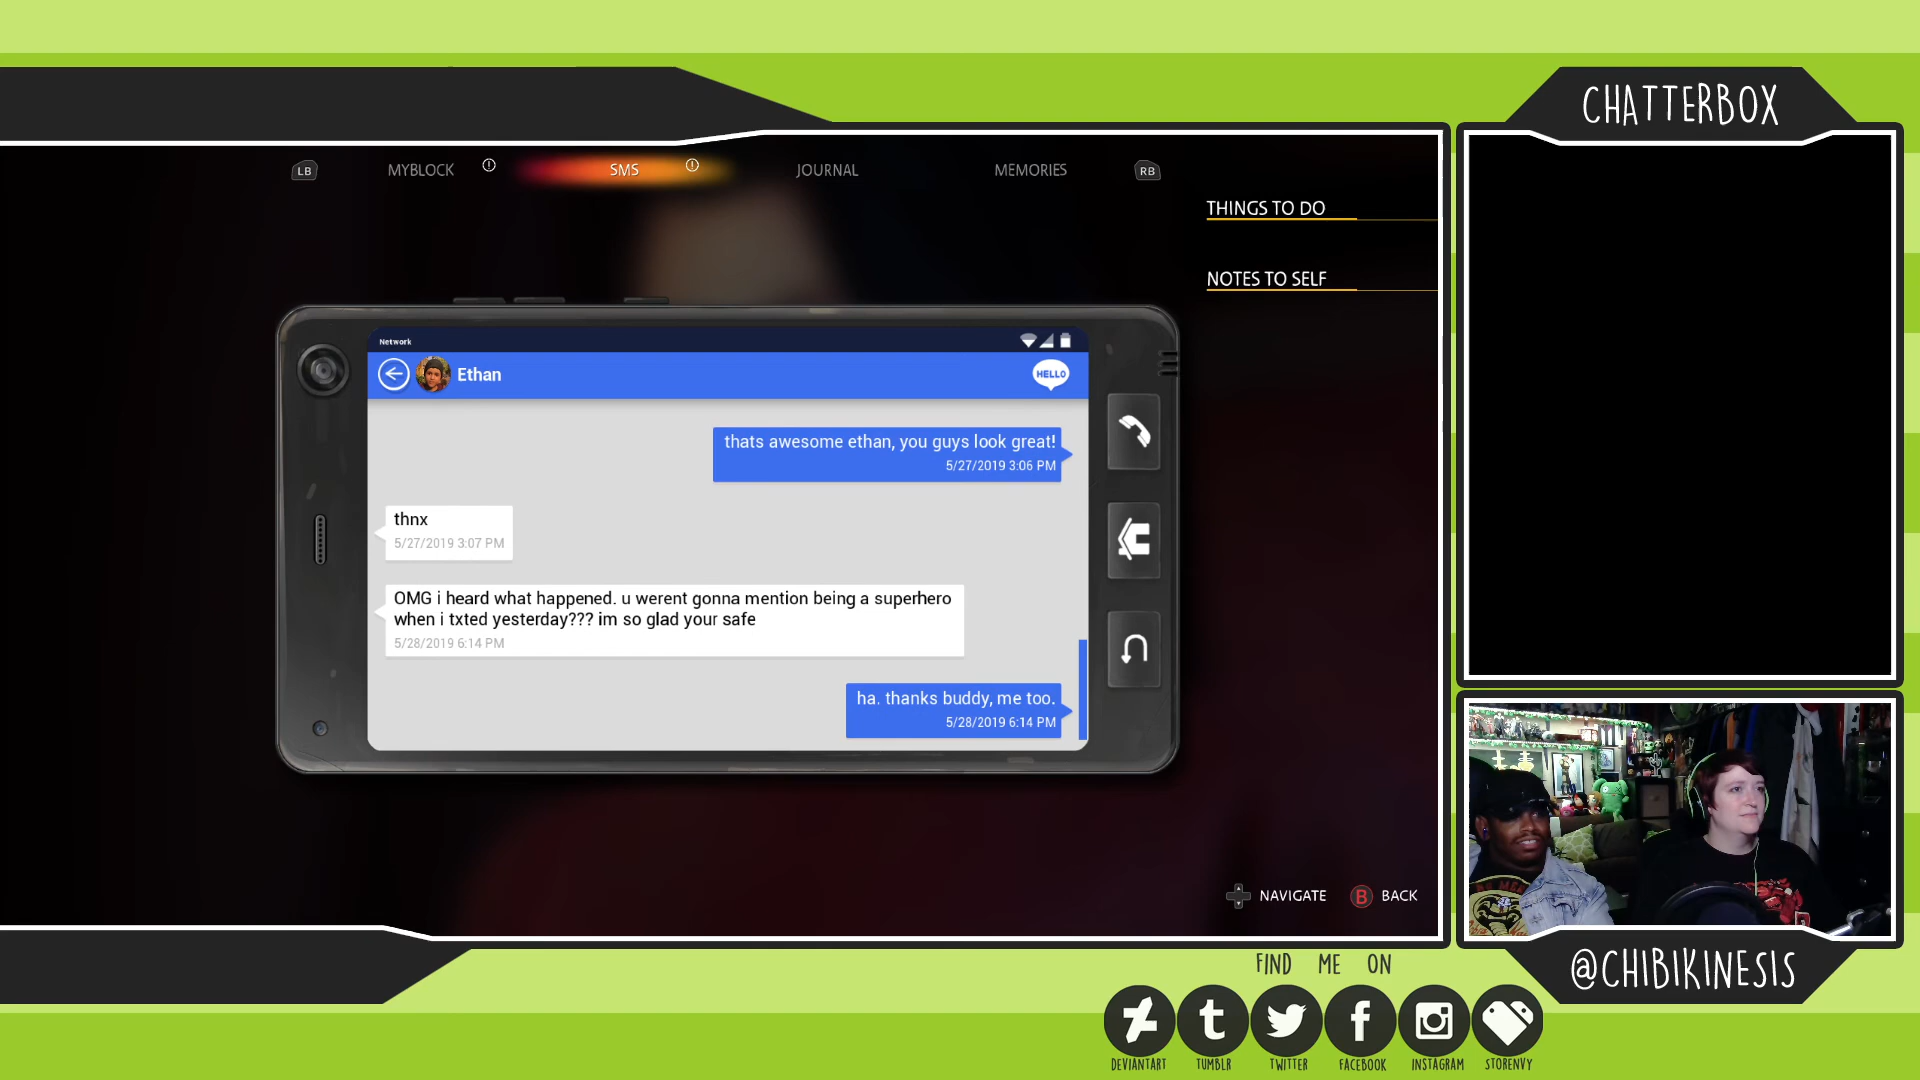 CHATTERBOX
LB
MYBLOCK
SMS
JOURNAL
MEMORIES
RB
THINGS TO DO
NOTES TO SELF
Network
Ethan
HELLO
thats awesome ethan, you guys look great!
5/27/2019 3:06 PM
thnx
5/27/2019 3:07 PM
OMG i heard what happened. u werent gonna mention being a superhero
when i txted yesterday??? im so glad your safe
5/28/2019 6:14 PM
ha. thanks buddy, me too.
5/28/2019 6:14 PM
NAVIGATE
B BACK
@CHIBIKINESIS
FIND ME ON
DEVIANTART
TUMBLR
TWITTER
FACEBOOK
INSTAGRAM
STORENVY